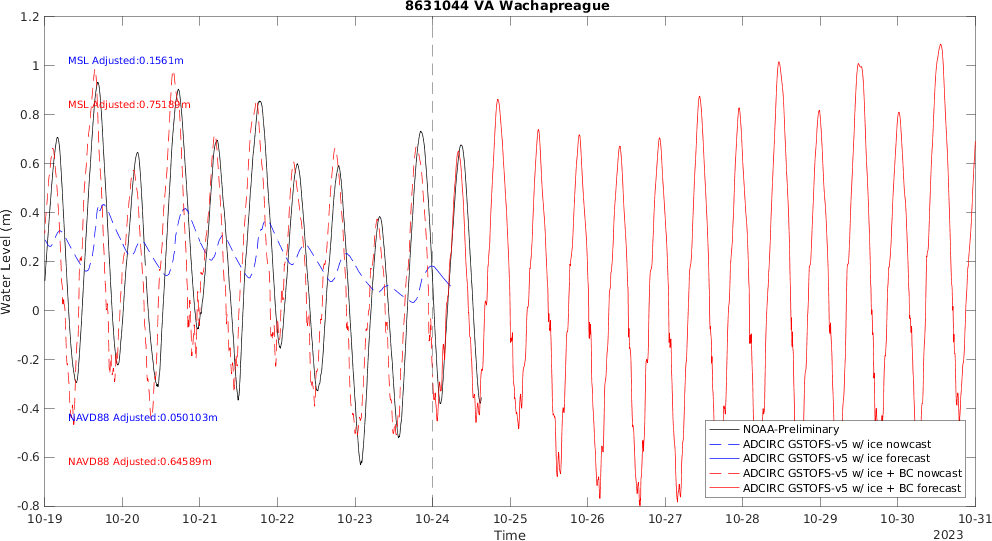 8631044 VA Wachapreague
1.2
1
0.8
0.6
0.4
0.2
0
-0.2
-0.4
-0.6
-0.8
Water Level (m)
MSL Adjusted:0.1561m
MSL Adjusted:0.75189m
NAVD88 Adjusted:0.050103m
NAVD88 Adjusted:0.64589m
NOAA-Preliminary
ADCIRC GSTOFS-v5 w/ ice nowcast
ADCIRC GSTOFS-v5 w/ ice forecast
ADCIRC GSTOFS-v5 w/ ice + BC nowcast
ADCIRC GSTOFS-v5 w/ ice + BC forecast
10-19 10-20 10-21 10-22 10-23 10-24 10-25 10-26 10-27 10-28 10-29 10-30 10-31
Time
2023